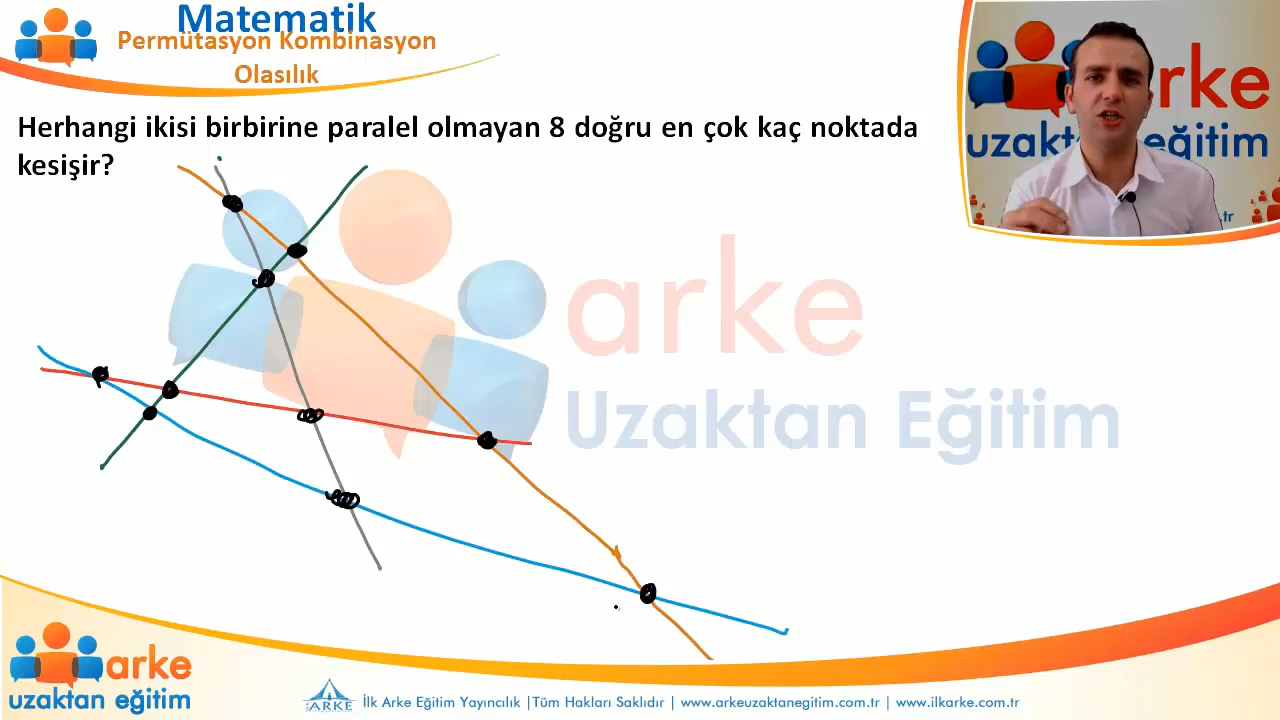 Matematik
Permütasyon Kombinasyon
Olasılık
arke
uzaktan eğitim
.tr
Herhangi ikisi birbirine paralel olmayan 8 doğru en çok kaç noktada
kesişir?
arke
Uzaktan Eğitim
arke
uzaktan eğitim
ARKE
İlk Arke Eğitim Yayıncılık |Tüm Hakları Saklıdır | www.arkeuzaktanegitim.com.tr | www.ilkarke.com.tr